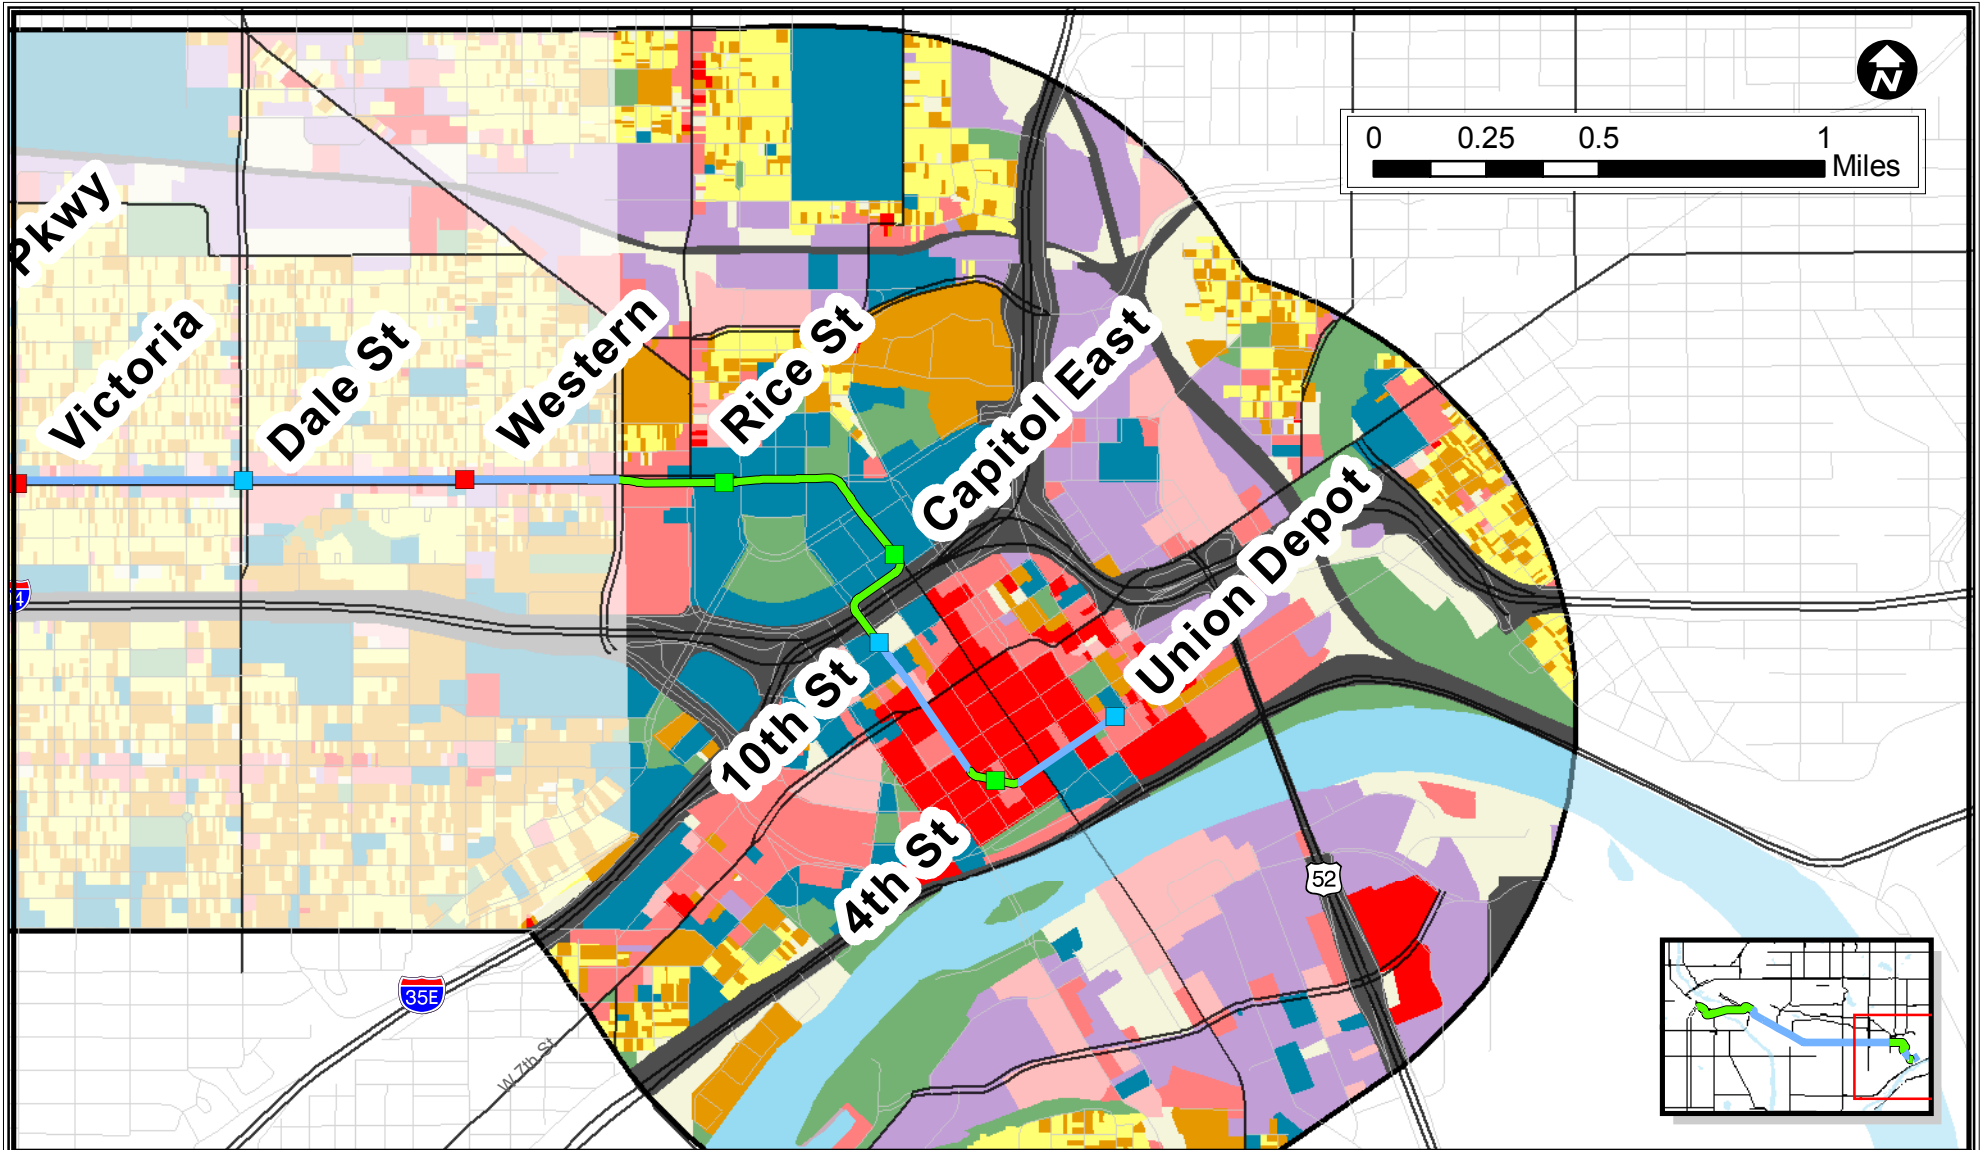 N
0 0.25 0.5 1
Miles
Pkwy
Victoria
Dale St
Western
Rice St
Capitol East
Union Depot
10th St
4th St
4
52
35E
W 7th St